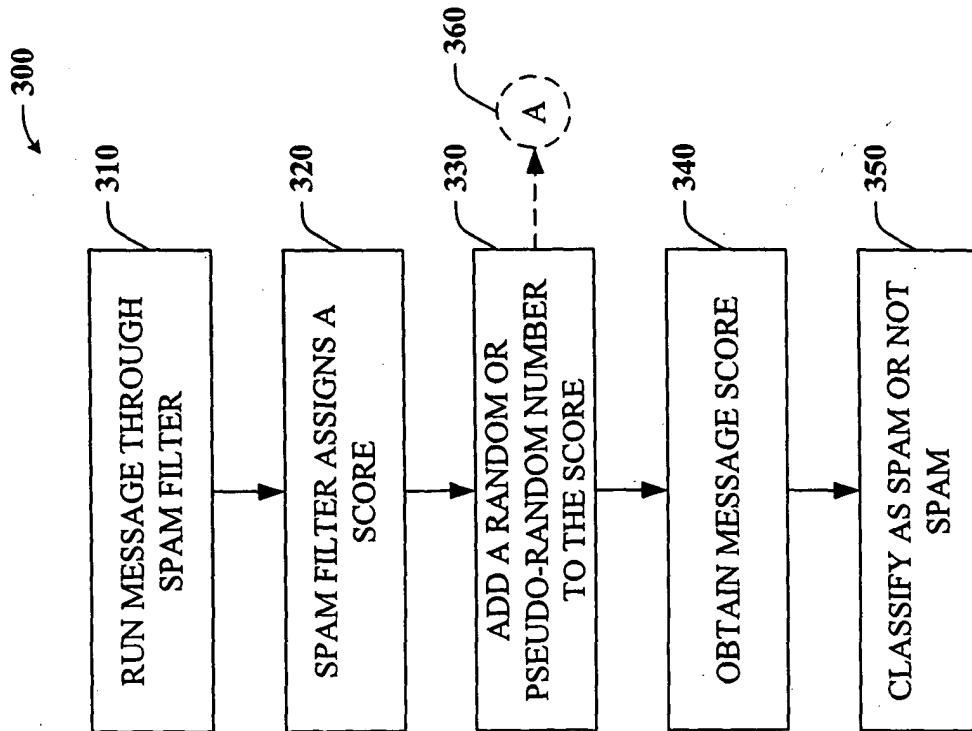 300
310
RUN MESSAGE THROUGH
SPAM FILTER
320
SPAM FILTER ASSIGNS A
SCORE
330
ADD A RANDOM OR
PSEUDO-RANDOM NUMBER
TO THE SCORE
360
A
340
OBTAIN MESSAGE SCORE
350
CLASSIFY AS SPAM OR NOT
SPAM